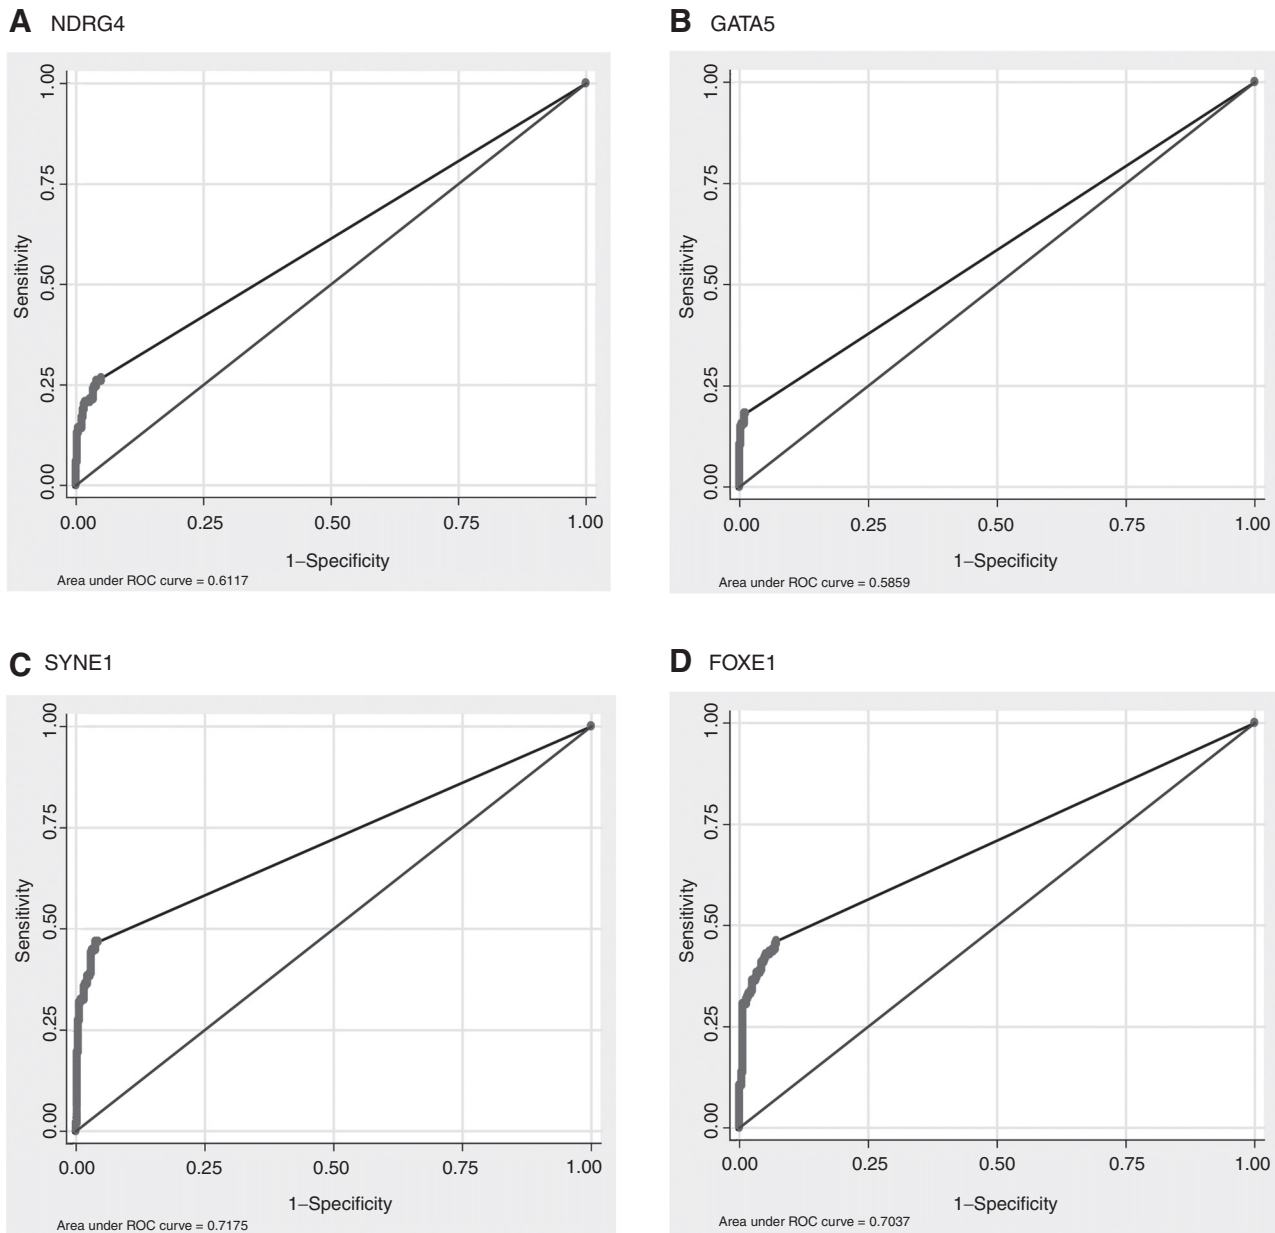 A NDRG4
1.00
0.75
0.50
0.25
0.00
Sensitivity
0.00 0.25 0.50 0.75 1.00
1–Specificity
Area under ROC curve = 0.6117
B GATA5
1.00
0.75
0.50
0.25
0.00
Sensitivity
0.00 0.25 0.50 0.75 1.00
1–Specificity
Area under ROC curve = 0.5859
C SYNE1
1.00
0.75
0.50
0.25
0.00
Sensitivity
0.00 0.25 0.50 0.75 1.00
1–Specificity
Area under ROC curve = 0.7175
D FOXE1
1.00
0.75
0.50
0.25
0.00
Sensitivity
0.00 0.25 0.50 0.75 1.00
1–Specificity
Area under ROC curve = 0.7037